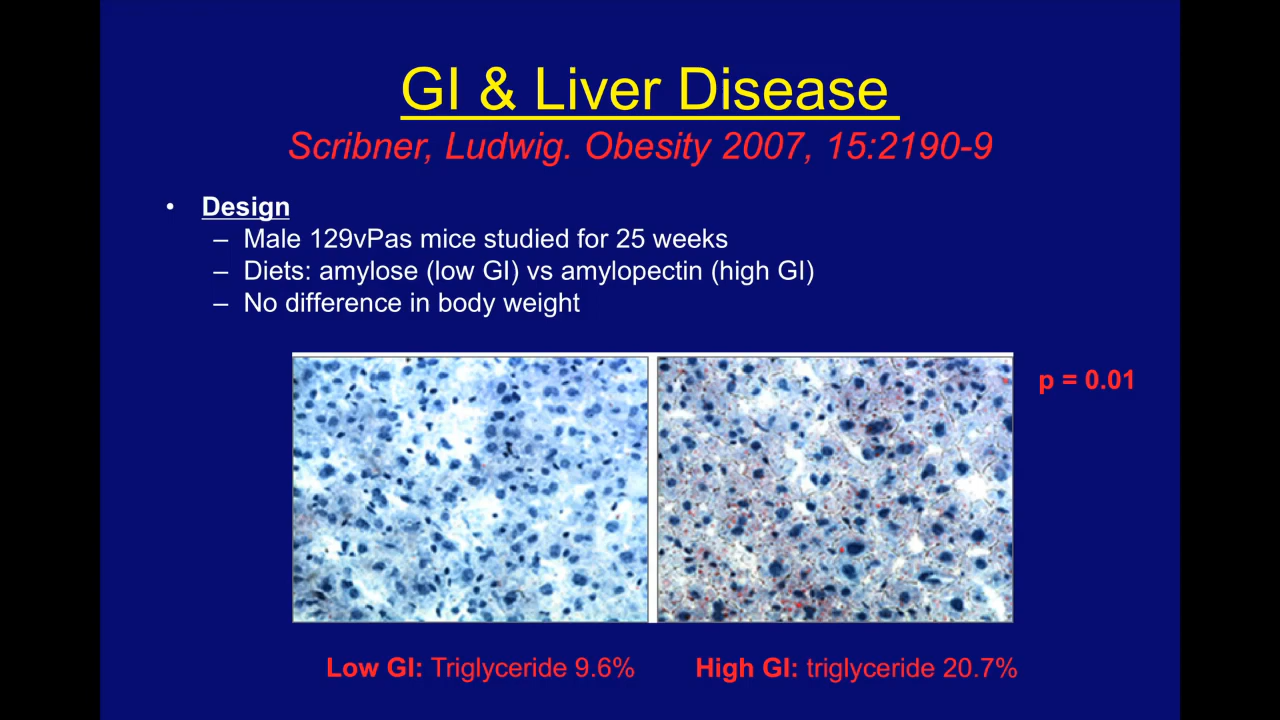 GI & Liver Disease
Scribner, Ludwig. Obesity 2007, 15:2190-9
• Design
– Male 129vPas mice studied for 25 weeks
– Diets: amylose (low GI) vs amylopectin (high GI)
– No difference in body weight
p = 0.01
Low GI: Triglyceride 9.6%
High GI: triglyceride 20.7%